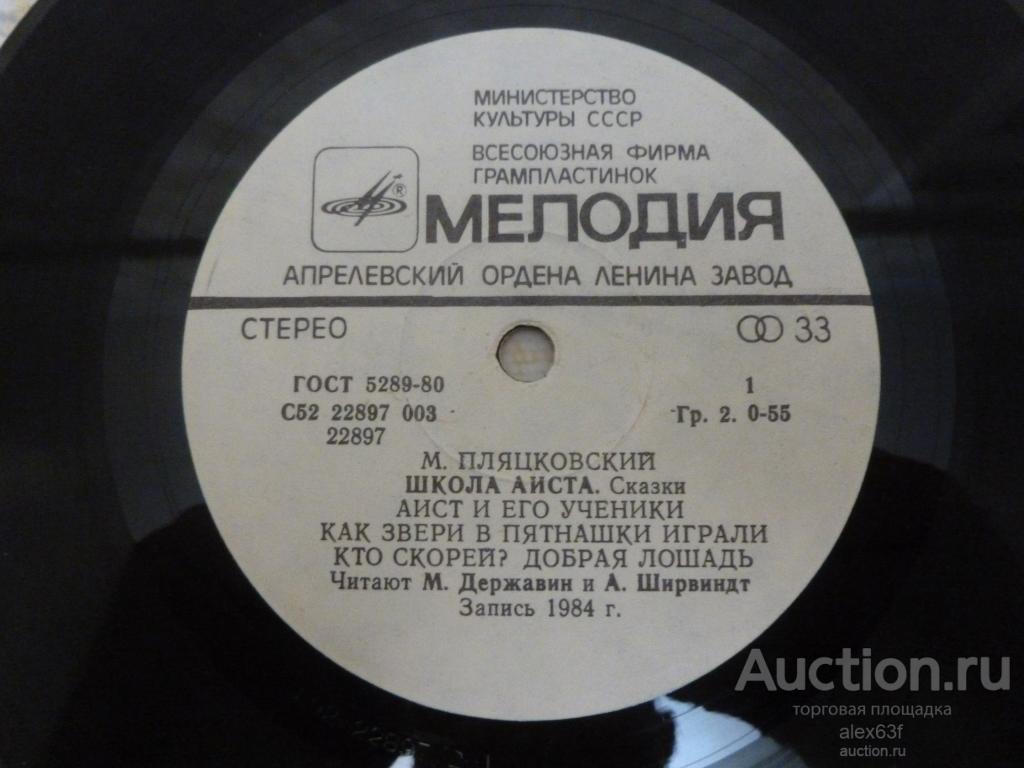 МИНИСТЕРСТВО
КУЛЬТУРЫ СССР
ВСЕСОЮЗНАЯ ФИРМА
ГРАМПЛАСТИНОК
®
МЕЛОДИЯ
АПРЕЛЕВСКИЙ ОРДЕНА ЛЕНИНА ЗАВОД
СТЕРЕО 33
ГОСТ 5289-80 1
С52 22897 003 Гр. 2. 0-55
22897
М. ПЛЯЦКОВСКИЙ
ШКОЛА АИСТА. Сказки
АИСТ И ЕГО УЧЕНИКИ
КАК ЗВЕРИ В ПЯТНАШКИ ИГРАЛИ
КТО СКОРЕЙ? ДОБРАЯ ЛОШАДЬ
Читают М. Державин и А. Ширвиндт
Запись 1984 г.
Auction.ru
торговая площадка
alex63f
auction.ru